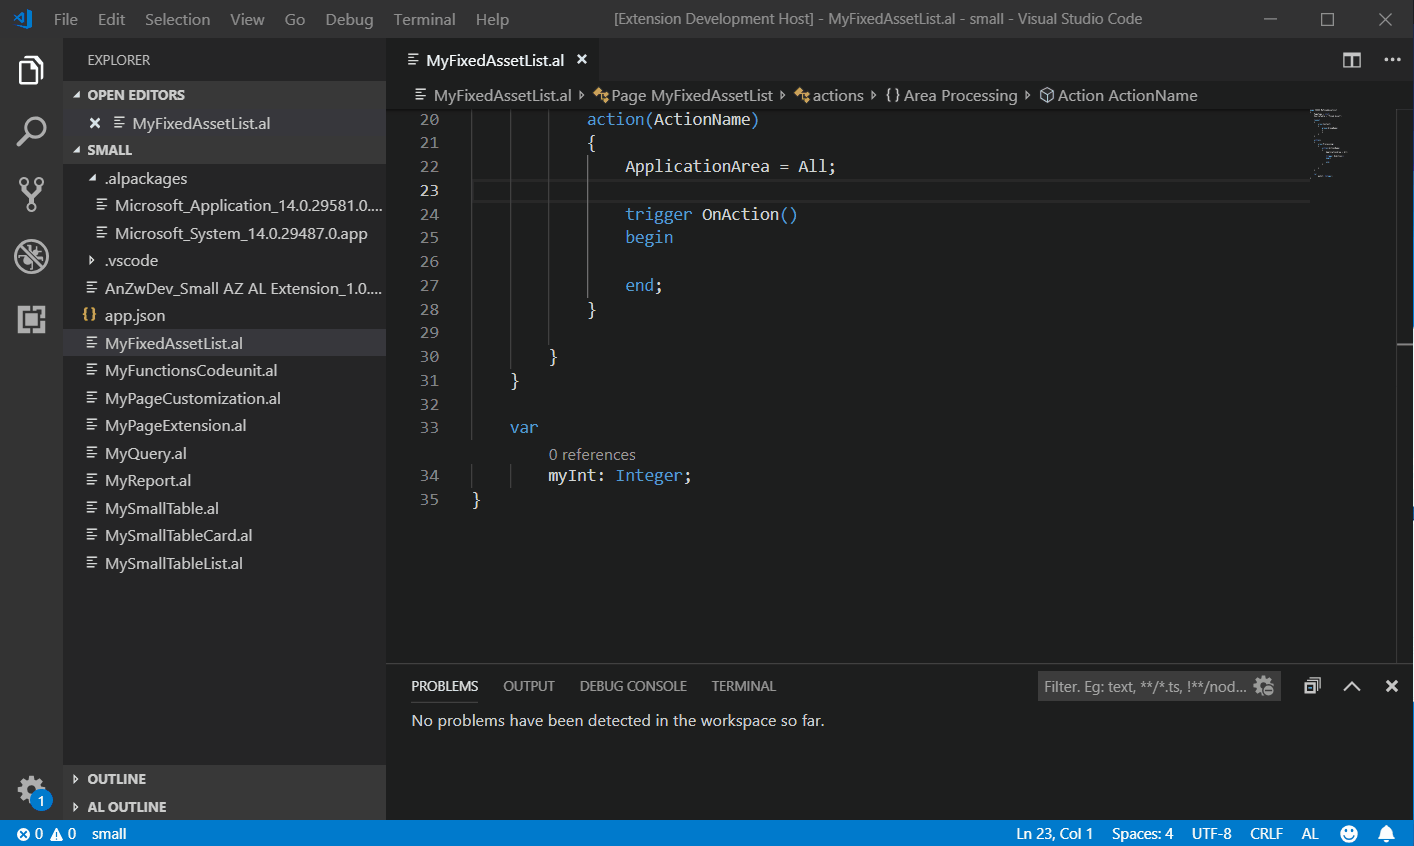 File Edit Selection View Go Debug Terminal Help [Extension Development Host] - MyFixedAssetList.al - small - Visual Studio Code
EXPLORER
OPEN EDITORS
MyFixedAssetList.al
SMALL
.alpackages
Microsoft_Application_14.0.29581.0....
Microsoft_System_14.0.29487.0.app
.vscode
AnZwDev_Small AZ AL Extension_1.0....
{} app.json
MyFixedAssetList.al
MyFunctionsCodeunit.al
MyPageCustomization.al
MyPageExtension.al
MyQuery.al
MyReport.al
MySmallTable.al
MySmallTableCard.al
MySmallTableList.al
OUTLINE
AL OUTLINE
1
MyFixedAssetList.al
MyFixedAssetList.al Page MyFixedAssetList actions {} Area Processing Action ActionName
20 action(ActionName)
21 {
22 ApplicationArea = All;
23
24 trigger OnAction()
25 begin
26
27 end;
28 }
29
30 }
31 }
32
33 var
0 references
34 myInt: Integer;
35 }
PROBLEMS OUTPUT DEBUG CONSOLE TERMINAL Filter. Eg: text, **/*.ts, !**/nod...
No problems have been detected in the workspace so far.
0 0 small Ln 23, Col 1 Spaces: 4 UTF-8 CRLF AL